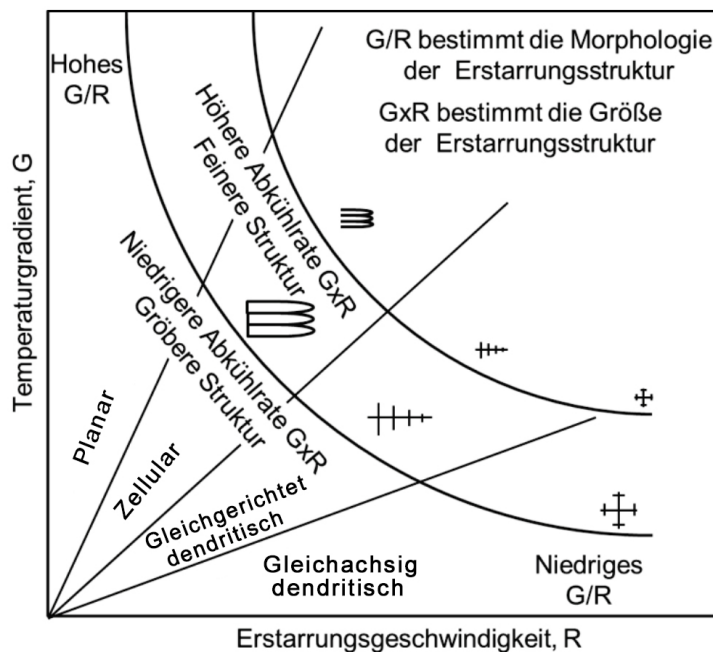 Hohes
G/R
G/R bestimmt die Morphologie
der Erstarrungsstruktur
GxR bestimmt die Größe
der Erstarrungsstruktur
Höhere Abkühlrate GxR
Feinere Struktur
Niedrigere Abkühlrate GxR
Gröbere Struktur
Temperaturgradient, G
Planar
Zellular
Gleichgerichtet
dendritisch
Gleichachsig
dendritisch
Niedriges
G/R
Erstarrungsgeschwindigkeit, R